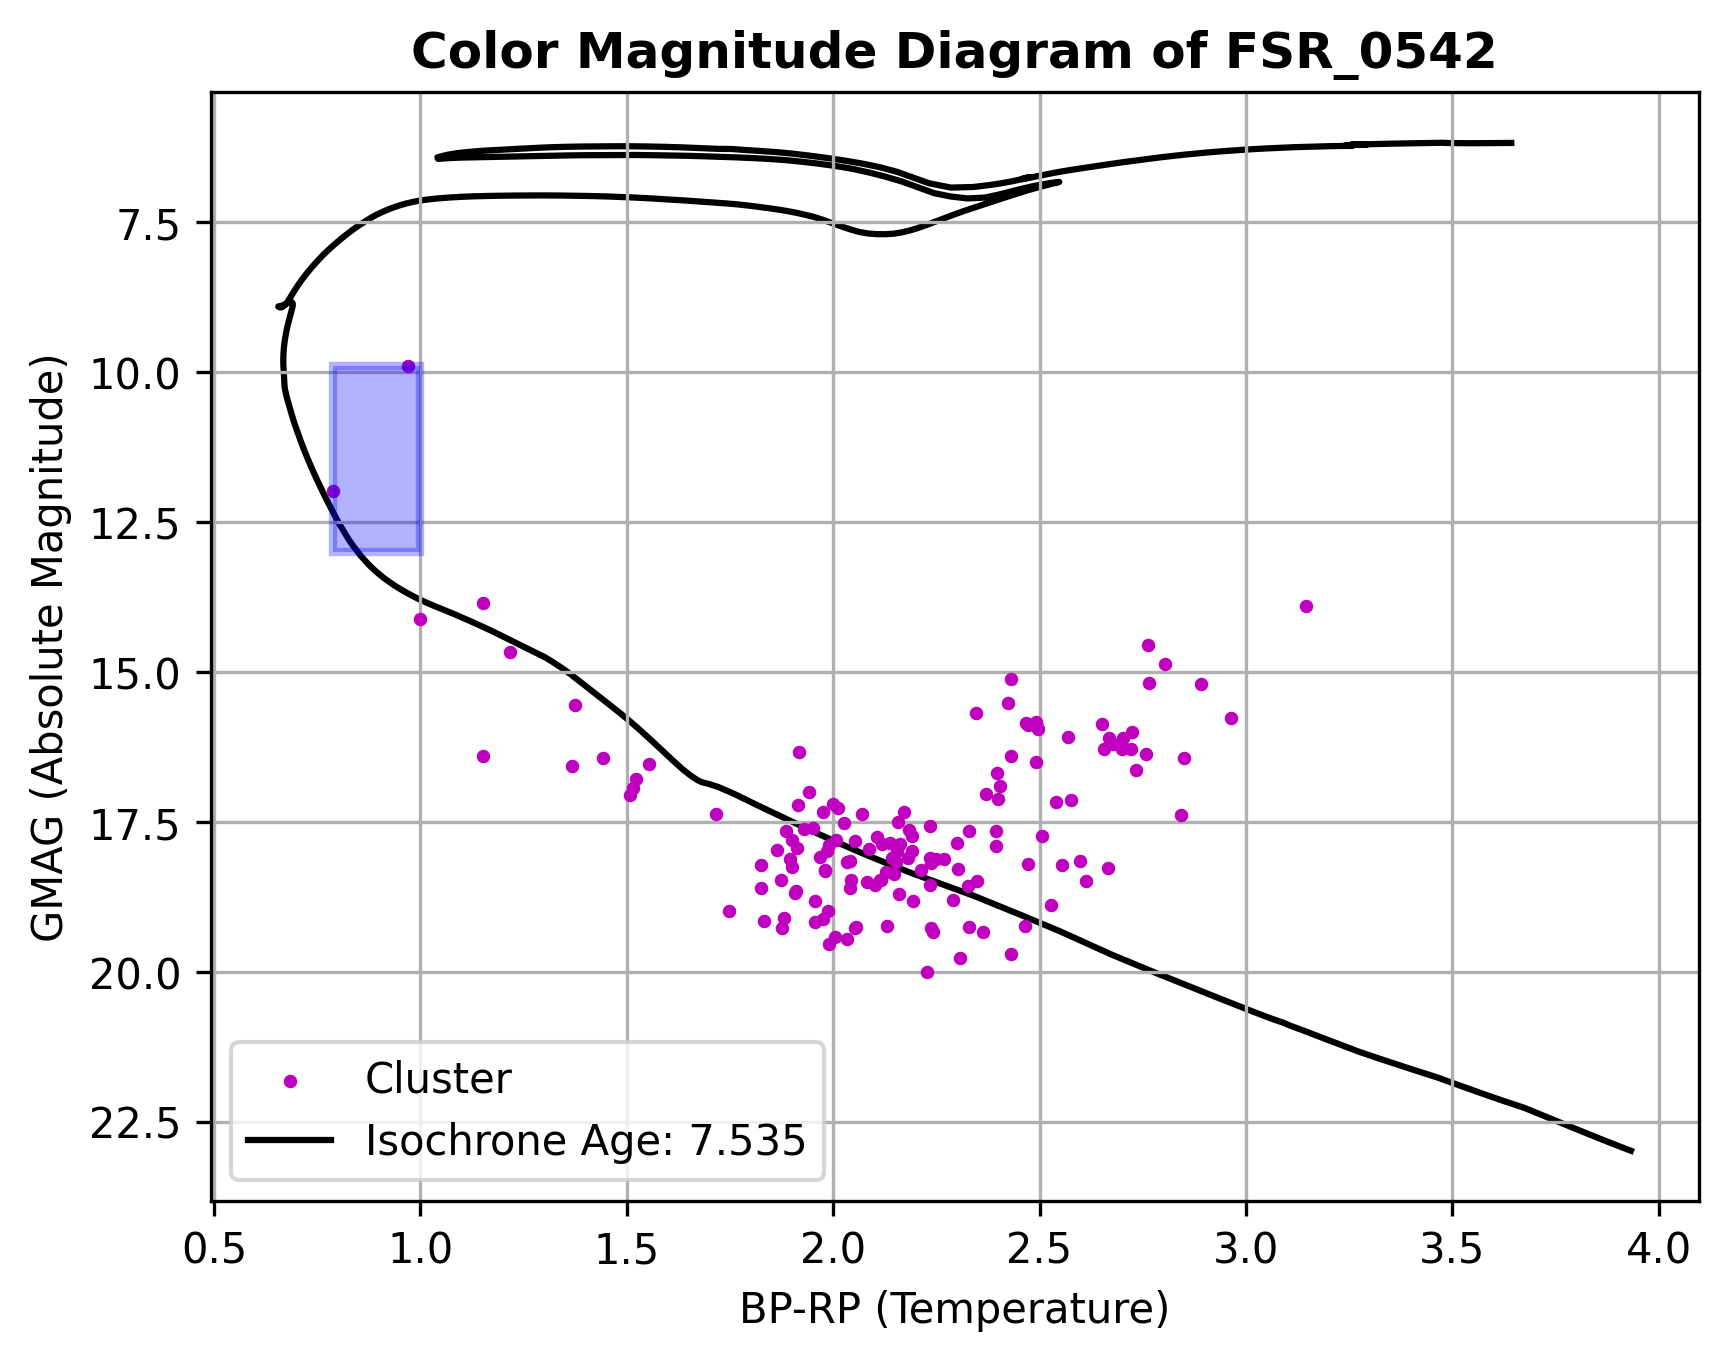 Color Magnitude Diagram of FSR_0542
GMAG (Absolute Magnitude)
7.5
10.0
12.5
15.0
17.5
20.0
22.5
Cluster
Isochrone Age: 7.535
0.5 1.0 1.5 2.0 2.5 3.0 3.5 4.0
BP-RP (Temperature)